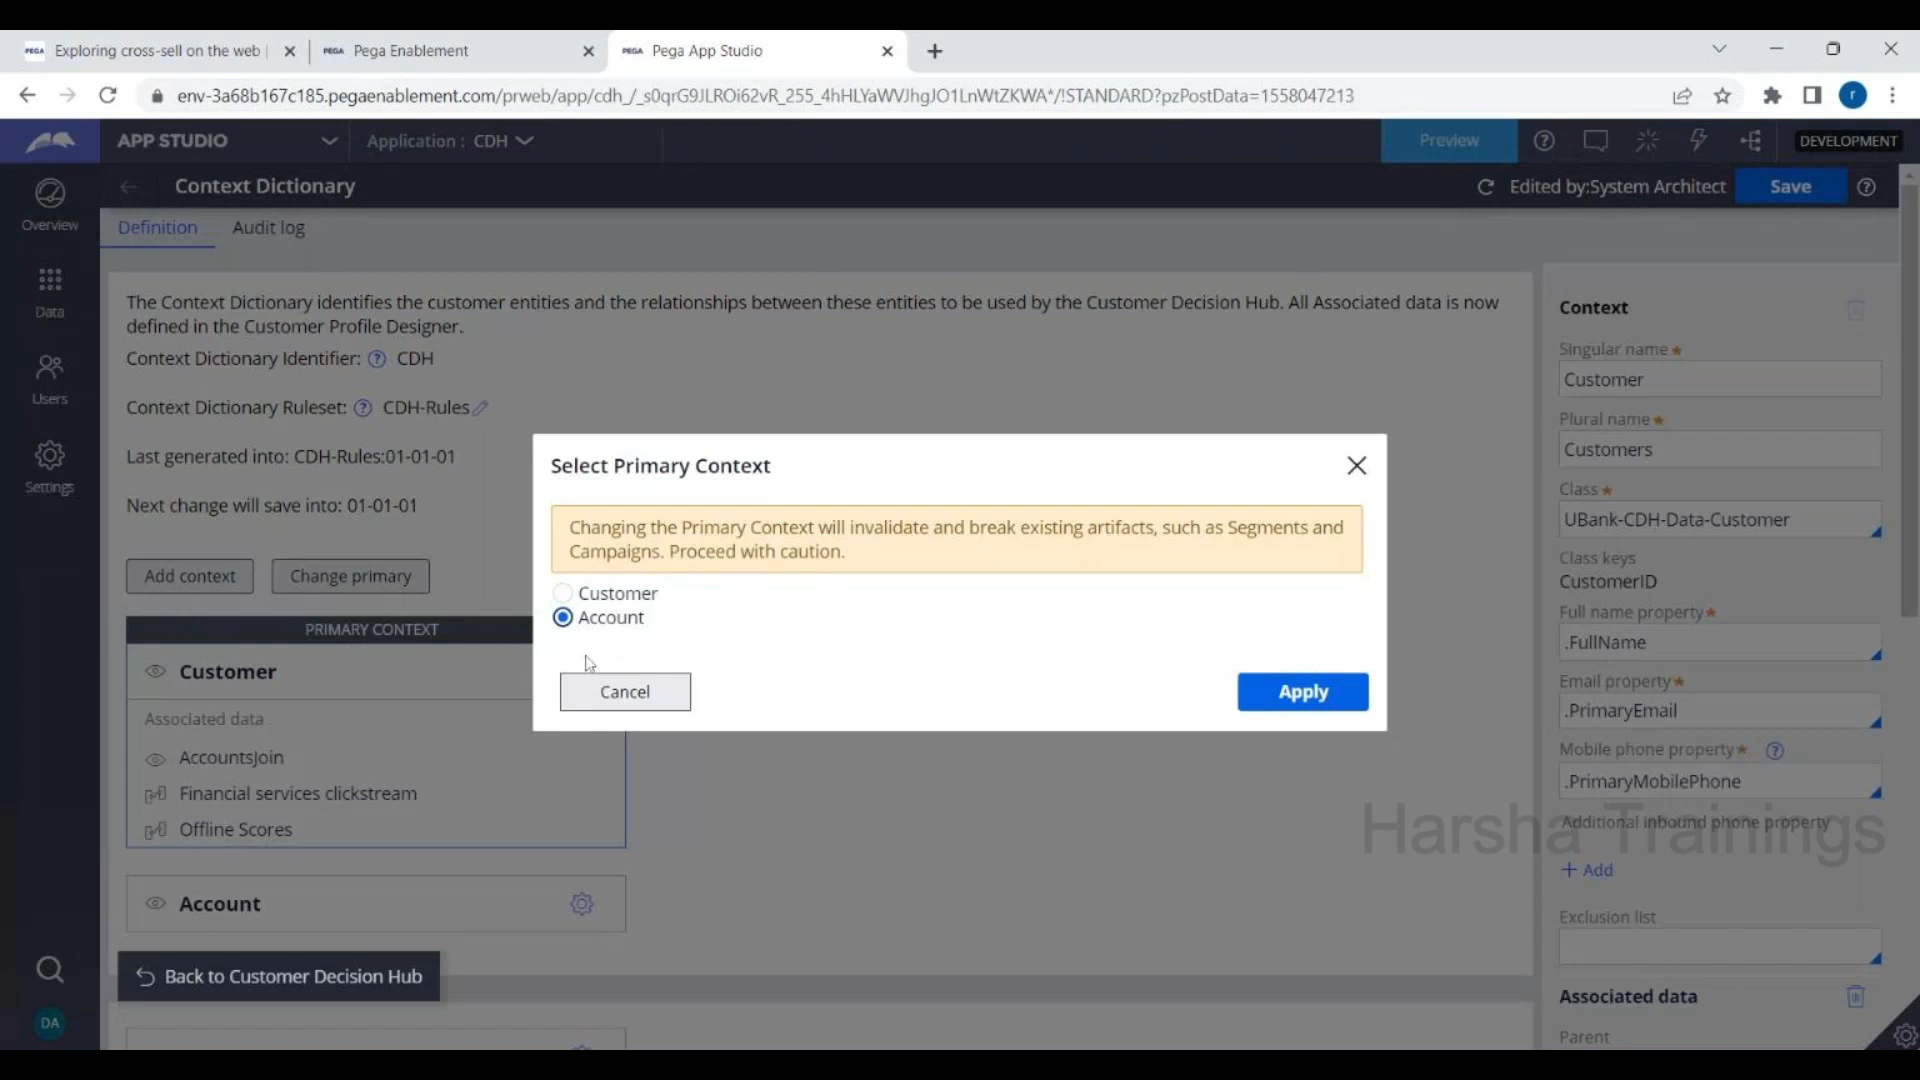 PEGA Exploring cross-sell on the web
PEGA Pega Enablement
PEGA Pega App Studio
env-3a68b167c185.pegaenablement.com/prweb/app/cdh_/_s0qrG9JLROi62vR_255_4hHLYaWVJhgJO1LnWtZKWA*/!STANDARD?pzPostData=1558047213
r
APP STUDIO
Application : CDH
Preview
DEVELOPMENT
Context Dictionary
Edited by:System Architect
Save
Overview
Data
Users
Settings
DA
Definition
Audit log
The Context Dictionary identifies the customer entities and the relationships between these entities to be used by the Customer Decision Hub. All Associated data is now
defined in the Customer Profile Designer.
Context Dictionary Identifier: CDH
Context Dictionary Ruleset: CDH-Rules
Last generated into: CDH-Rules:01-01-01
Next change will save into: 01-01-01
Add context
Change primary
PRIMARY CONTEXT
Customer
Associated data
AccountsJoin
Financial services clickstream
Offline Scores
Account
Back to Customer Decision Hub
Select Primary Context
Changing the Primary Context will invalidate and break existing artifacts, such as Segments and
Campaigns. Proceed with caution.
Customer
Account
Cancel
Apply
Context
Singular name
Customer
Plural name
Customers
Class
UBank-CDH-Data-Customer
Class keys
CustomerID
Full name property
.FullName
Email property
.PrimaryEmail
Mobile phone property
.PrimaryMobilePhone
Additional inbound phone property
Harsha Trainings
+ Add
Exclusion list
Associated data
Parent